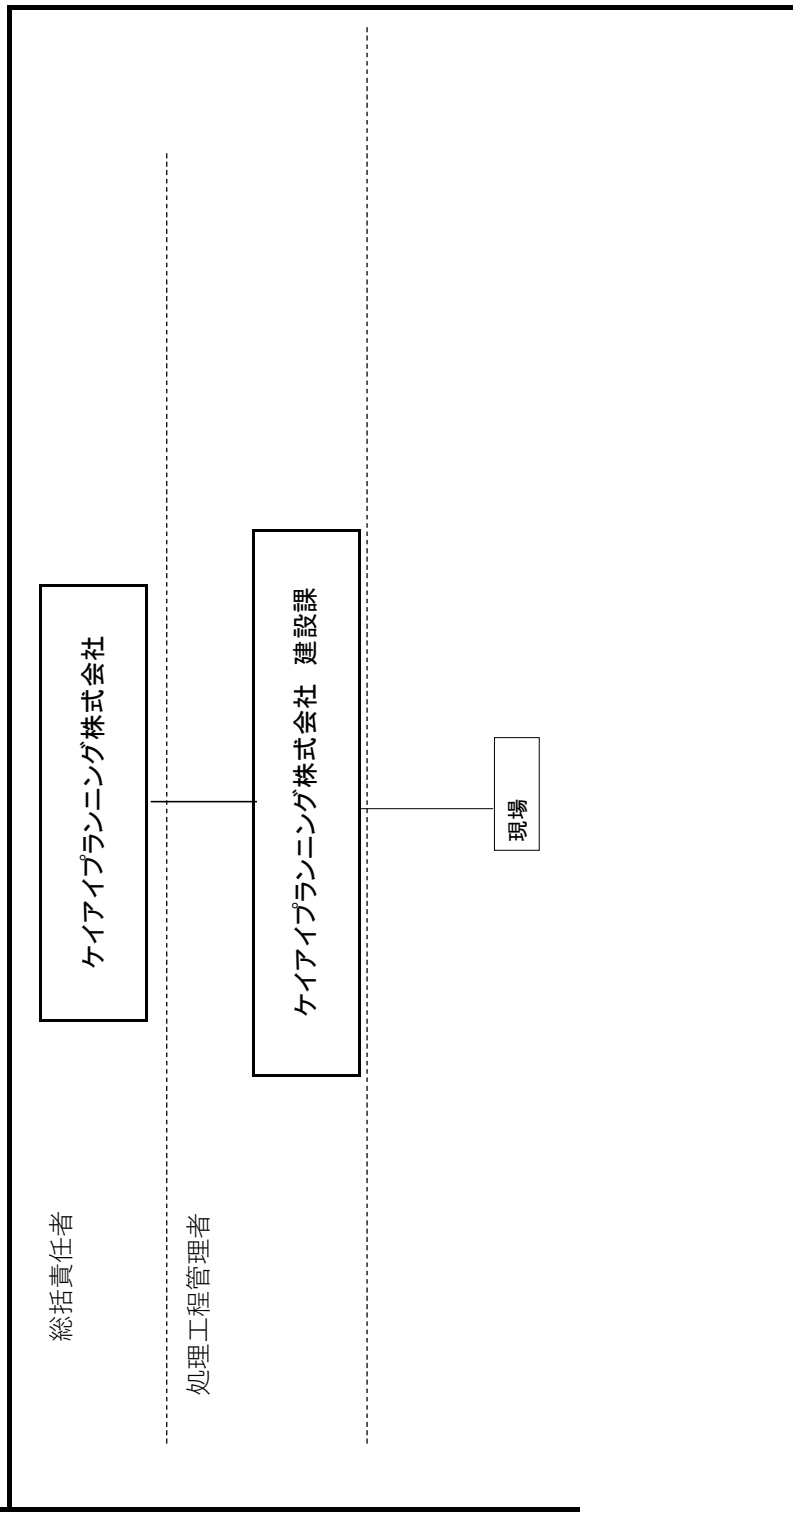 総括責任者
ケイアイプランニング株式会社
処理工程管理者
ケイアイプランニング株式会社　建設課
現場